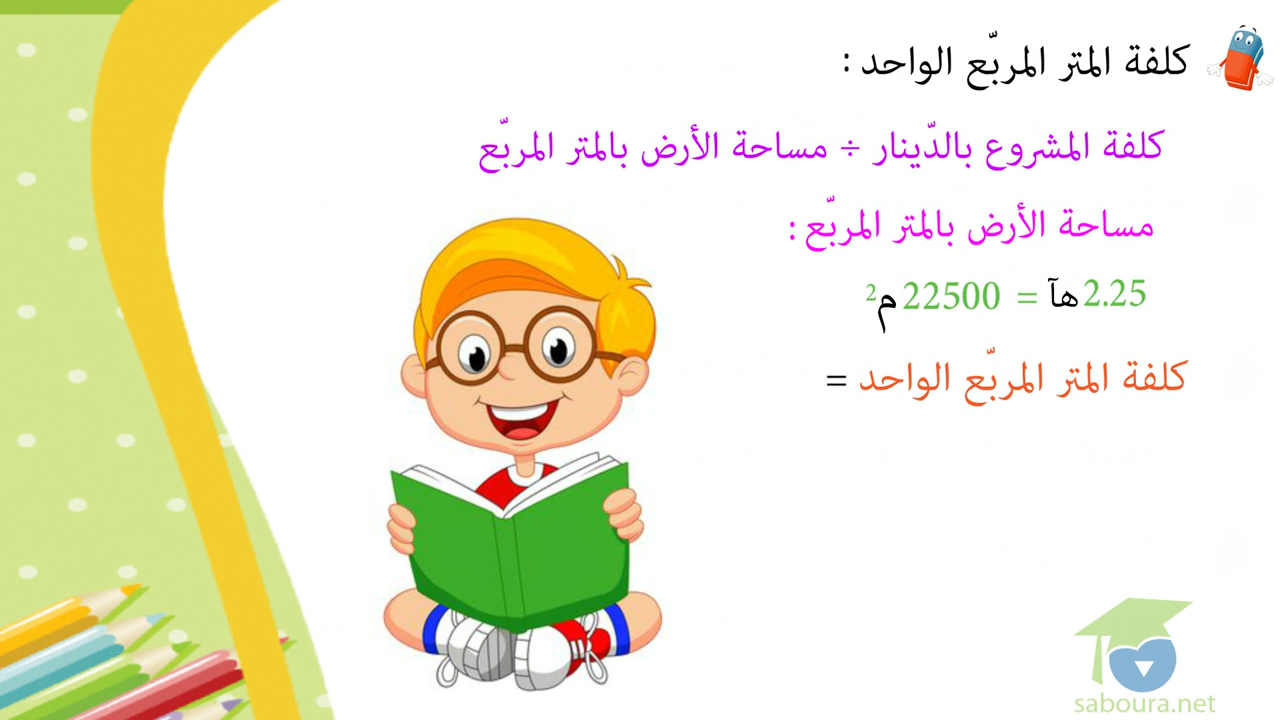 كلفة المتر المربّع الواحد :
كلفة المشروع بالدّينار ÷ مساحة الأرض بالمتر المربّع
مساحة الأرض بالمتر المربّع :
2.25 هآ = 22500 م²
كلفة المتر المربّع الواحد =
saboura.net